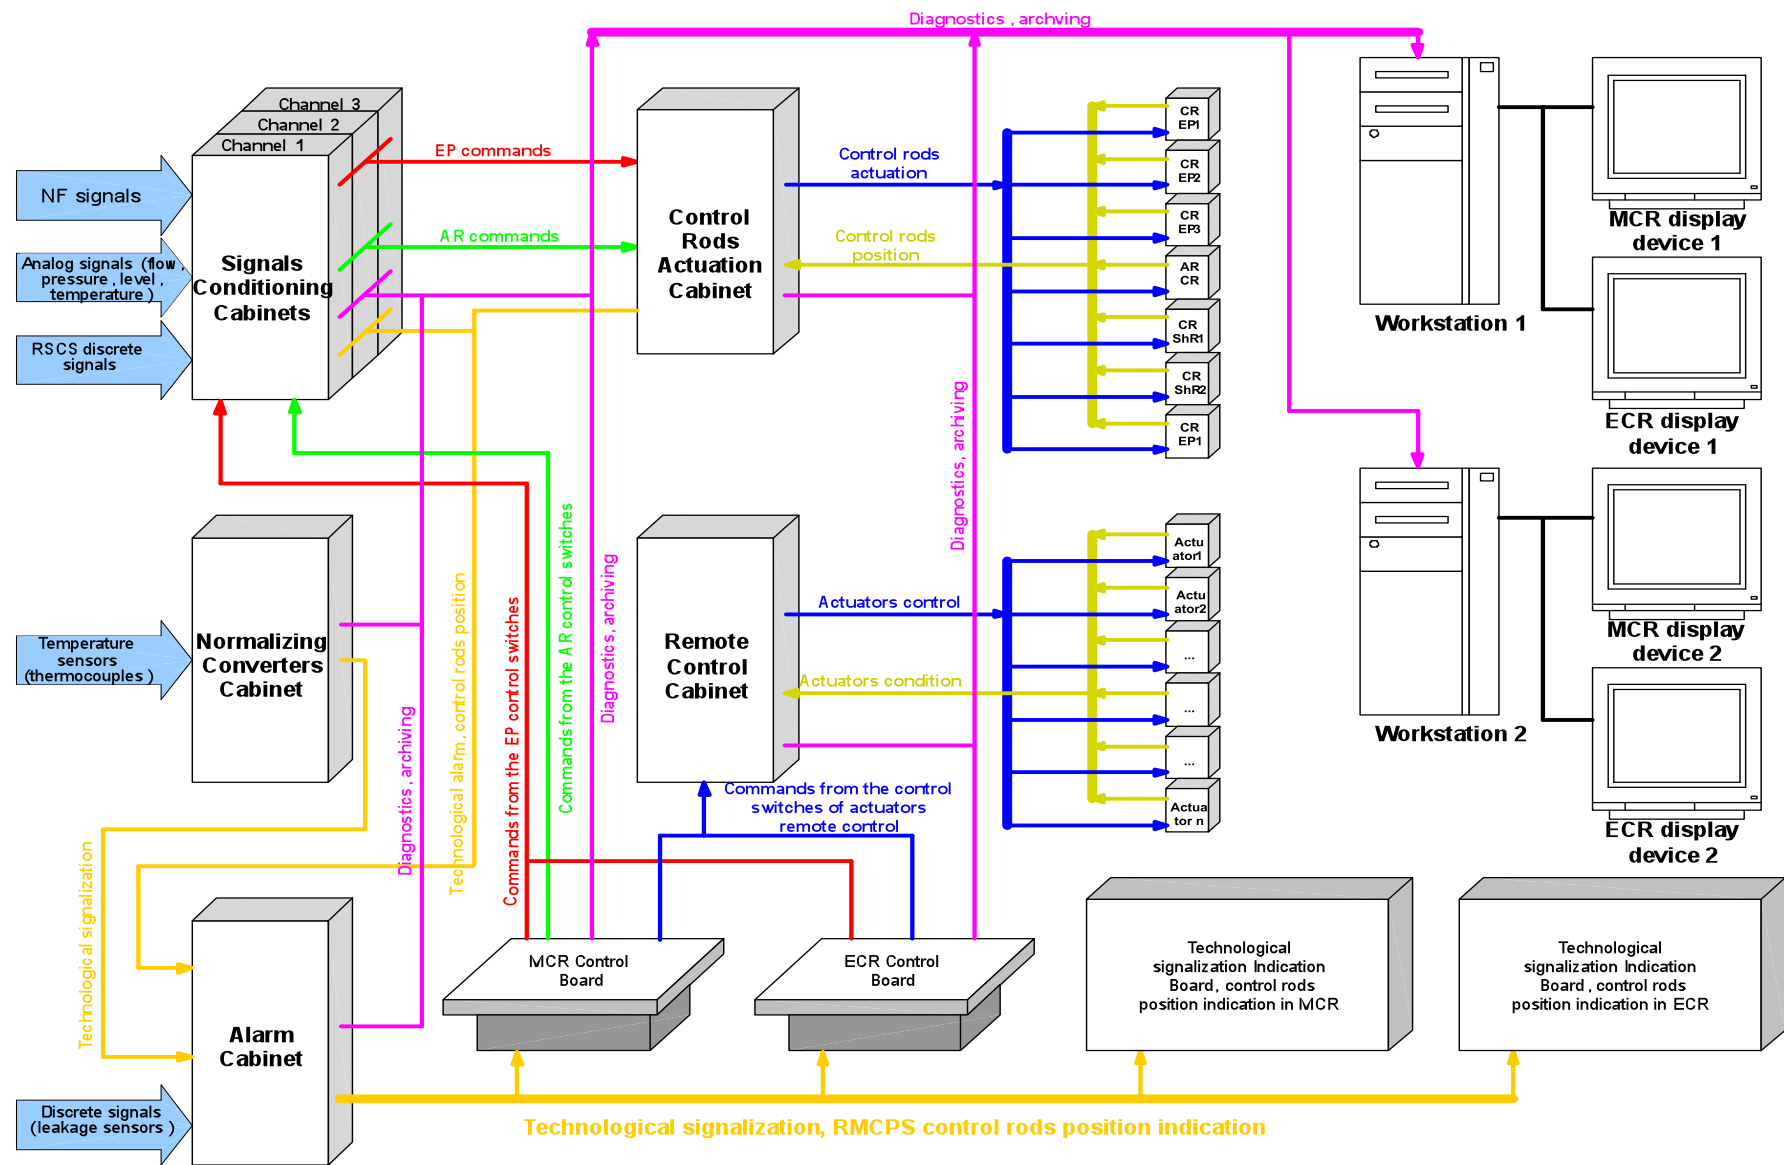 Diagnostics , archving
Channel 3
Channel 2
Channel 1
NF signals
Analog signals (flow ,
pressure , level ,
temperature )
RSCS discrete
signals
Signals
Conditioning
Cabinets
EP commands
AR commands
Control
Rods
Actuation
Cabinet
Control rods
actuation
Control rods
position
CR
EP1
CR
EP2
CR
EP3
AR
CR
CR
ShR1
CR
ShR2
CR
EP1
Workstation 1
MCR display
device 1
ECR display
device 1
Temperature
sensors
(thermocouples )
Normalizing
Converters
Cabinet
Diagnostics , archiving
Technological alarm, control rods position
Commands from the EP control switches
Commands from the AR control switches
Diagnostics, archiving
Diagnostics, archiving
Remote
Control
Cabinet
Actuators control
Actuators condition
Commands from the control
switches of actuators
remote control
Actu
ator1
Actu
ator2
...
...
...
Actua
tor n
Workstation 2
MCR display
device 2
ECR display
device 2
Technological signalization
Discrete signals
(leakage sensors )
Alarm
Cabinet
MCR Control
Board
ECR Control
Board
Technological
signalization Indication
Board , control rods
position indication in MCR
Technological
signalization Indication
Board , control rods
position indication in ECR
Technological signalization, RMCPS control rods position indication